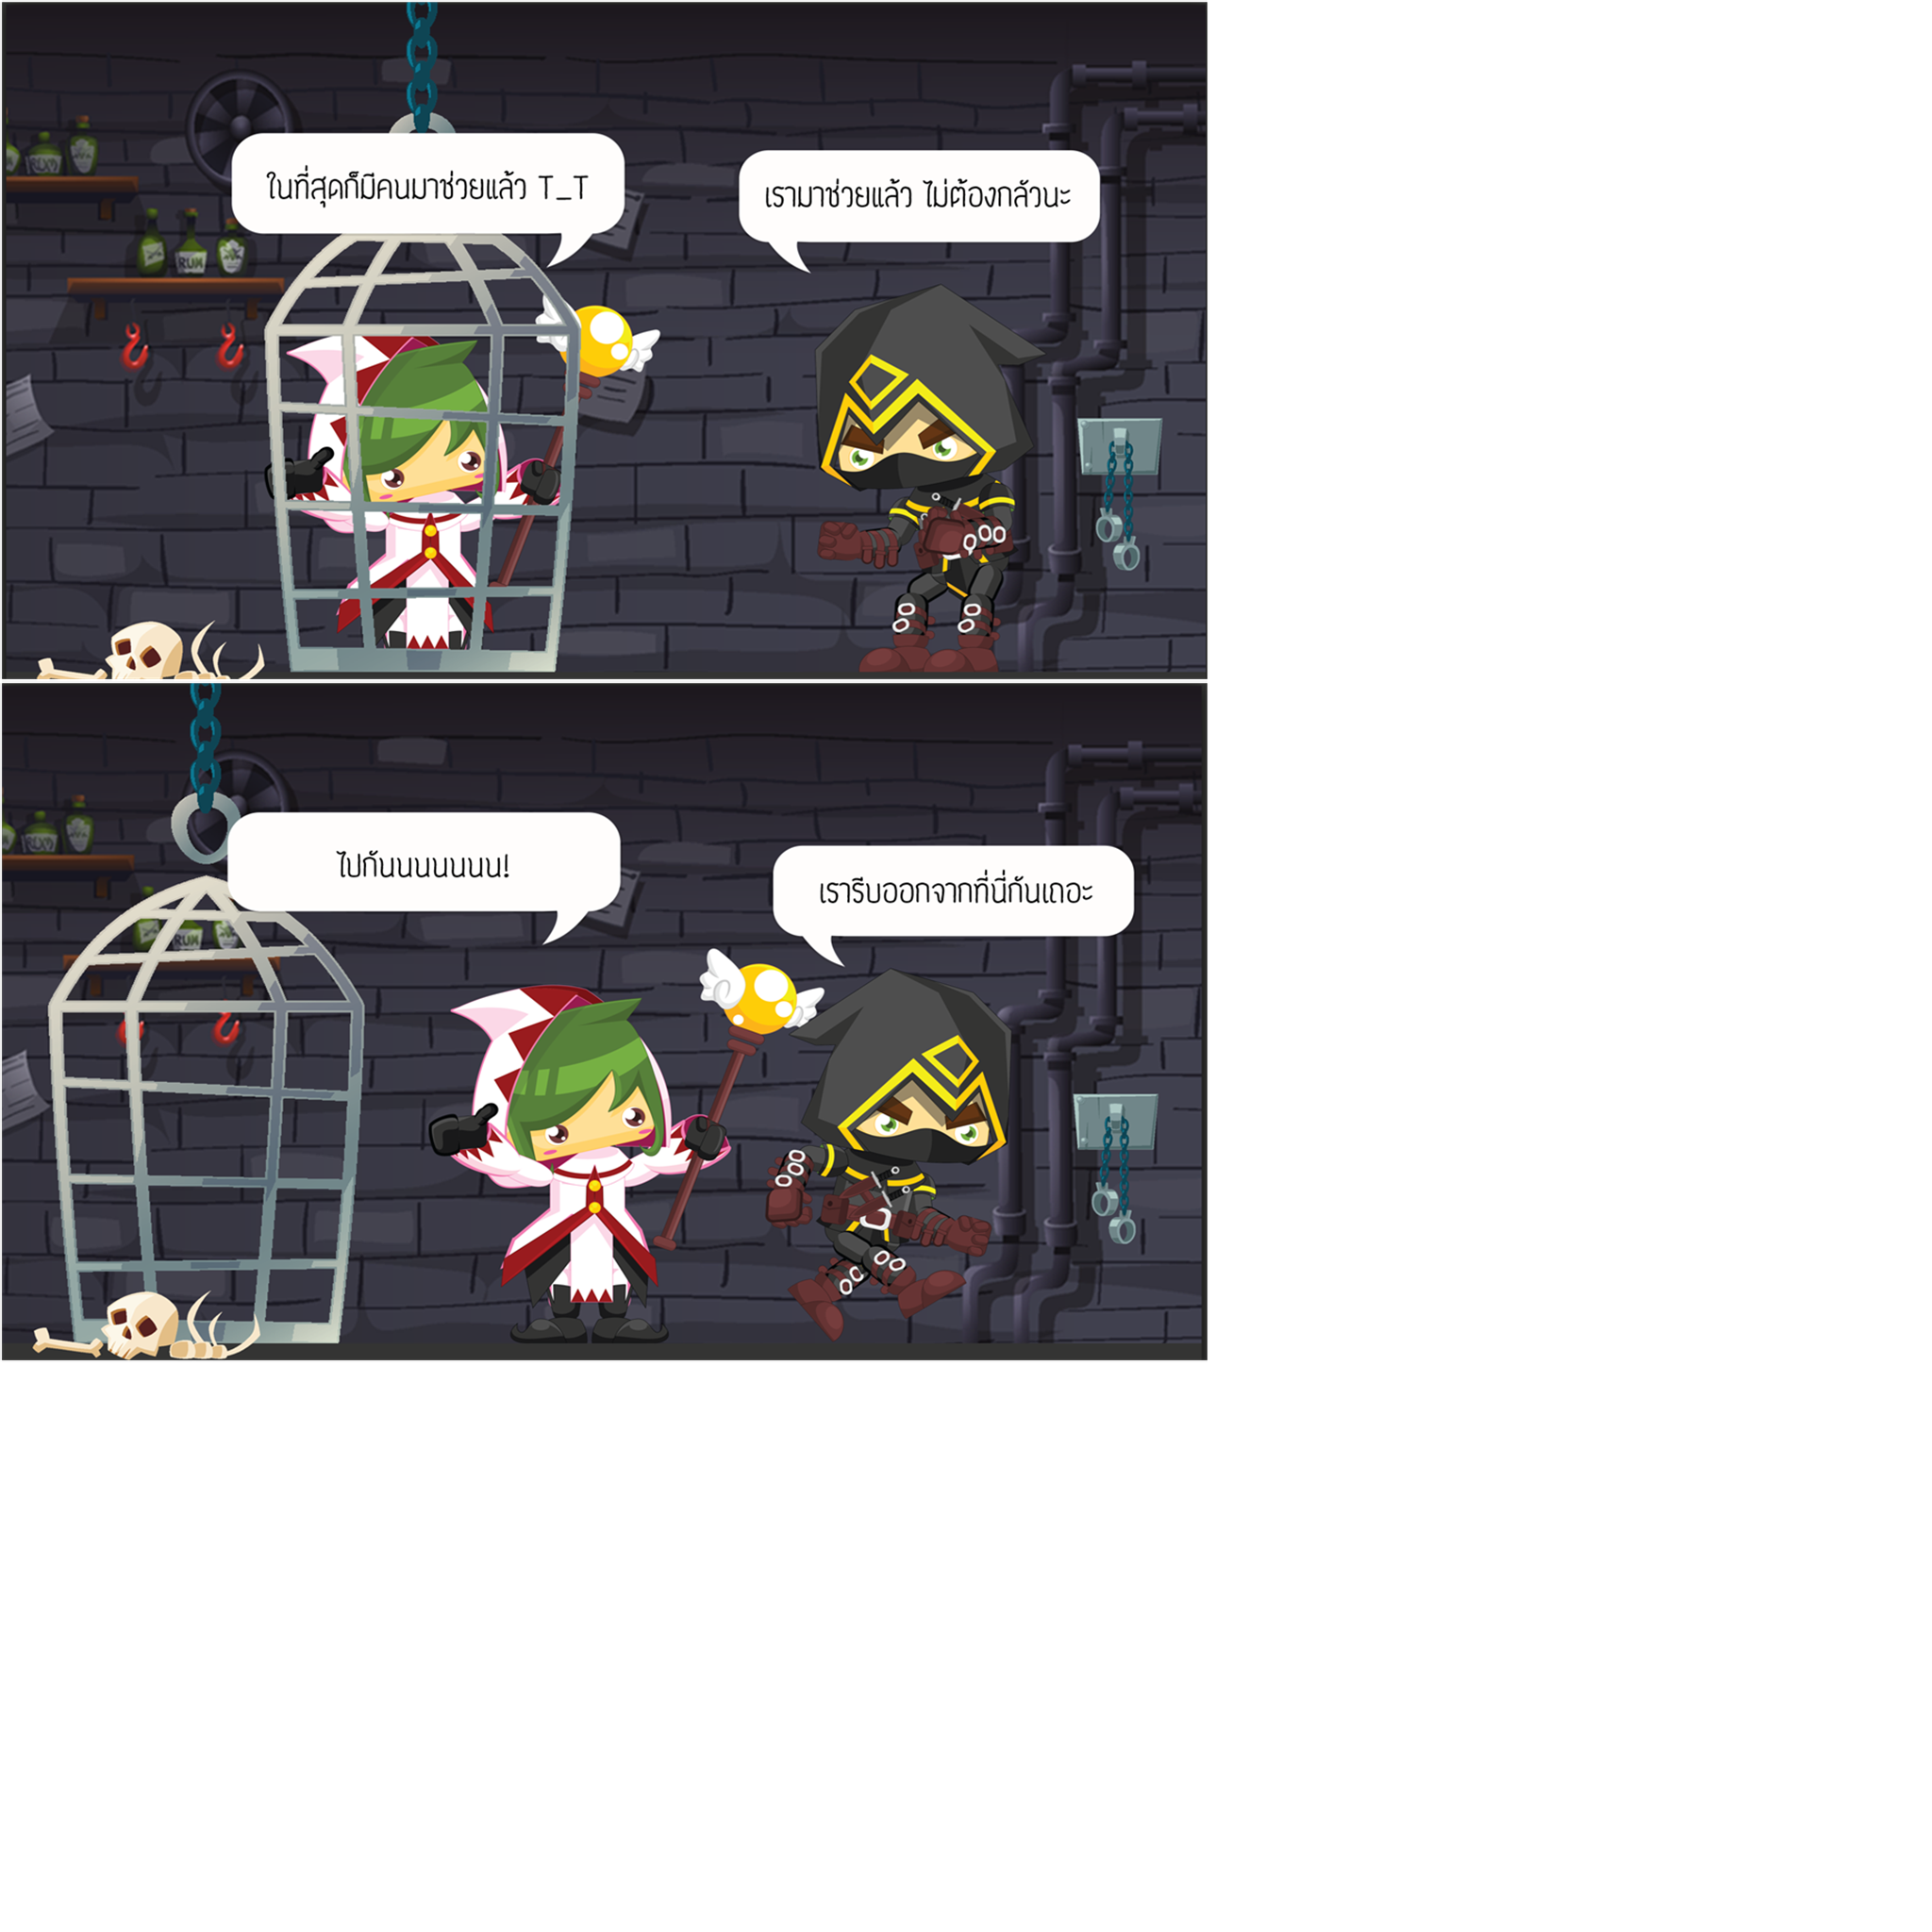 ในที่สุดก็มีคนมาช่วยแล้ว T_T
เรามาช่วยแล้ว ไม่ต้องกลัวนะ
RUM
ไปกันนนนนนน!
เรารีบออกจากที่นี่กันเถอะ
RUM